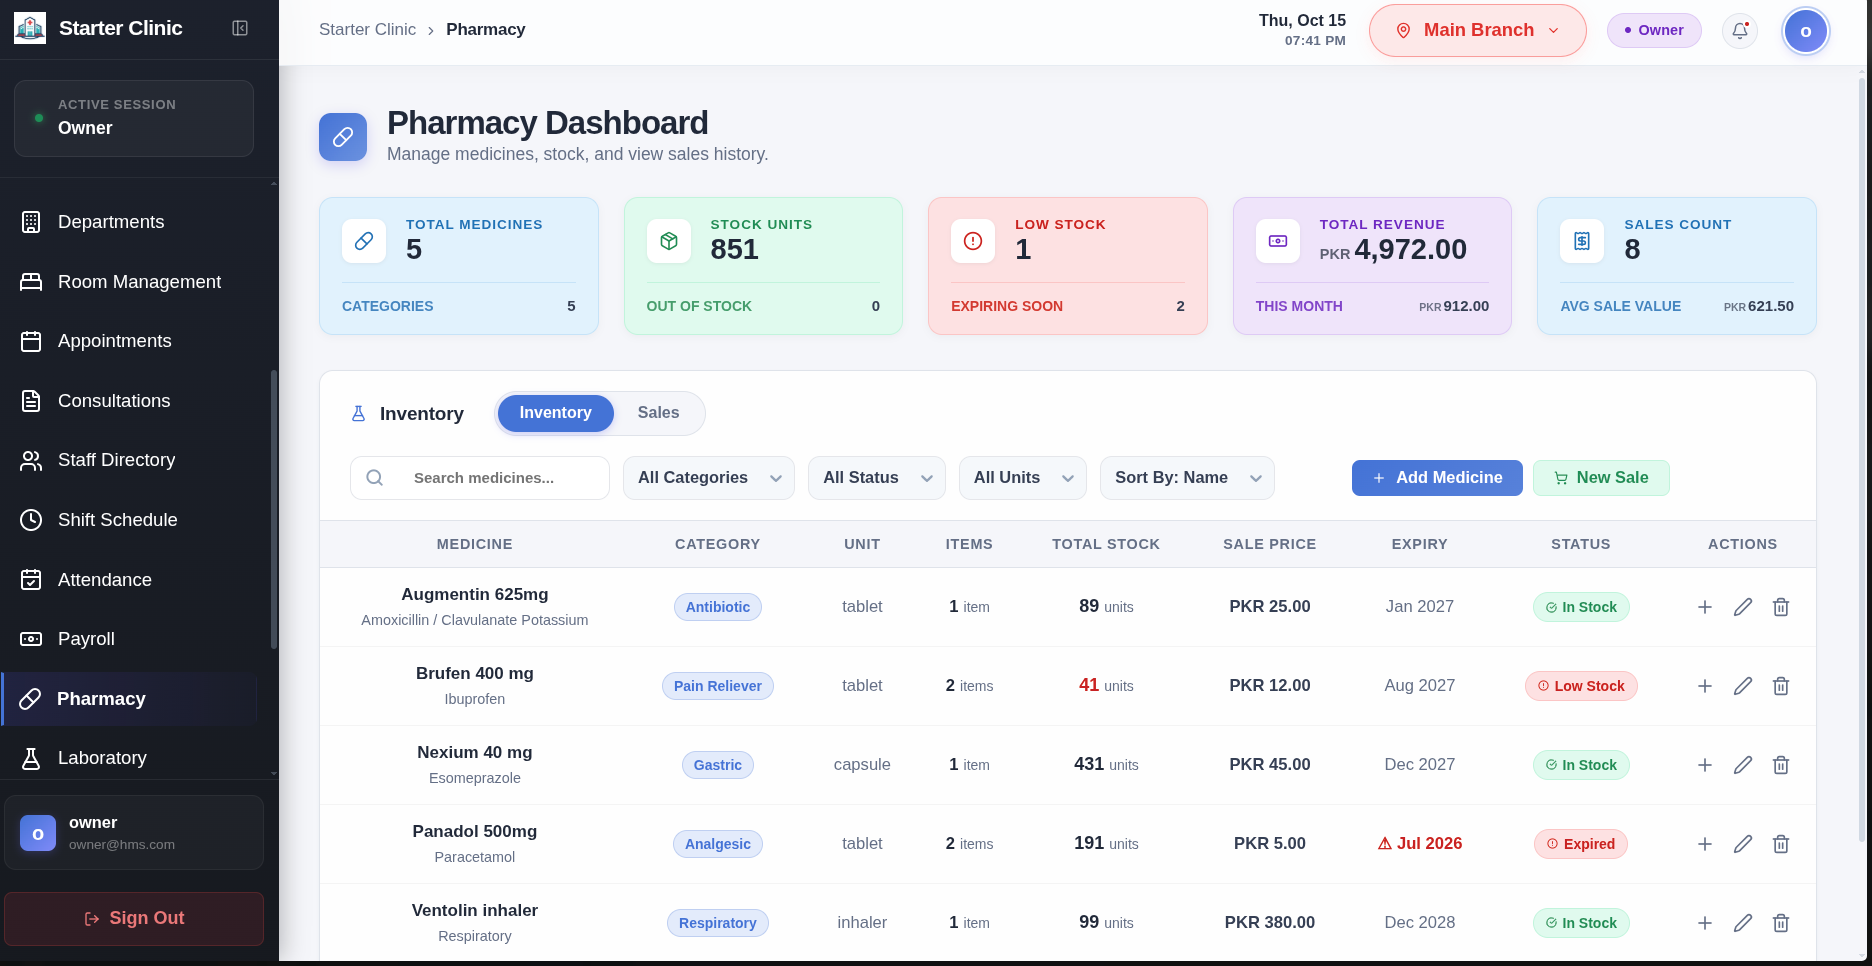 Starter Clinic
ACTIVE SESSION
Owner
Departments
Room Management
Appointments
Consultations
Staff Directory
Shift Schedule
Attendance
Payroll
Pharmacy
Laboratory
o
owner
owner@hms.com
Sign Out
Starter Clinic › Pharmacy
Thu, Oct 15
07:41 PM
Main Branch
Owner
o
Pharmacy Dashboard
Manage medicines, stock, and view sales history.
TOTAL MEDICINES
5
CATEGORIES 5
STOCK UNITS
851
OUT OF STOCK 0
LOW STOCK
1
EXPIRING SOON 2
TOTAL REVENUE
PKR 4,972.00
THIS MONTH PKR 912.00
SALES COUNT
8
AVG SALE VALUE PKR 621.50
Inventory Inventory Sales
Search medicines... All Categories All Status All Units Sort By: Name + Add Medicine New Sale
MEDICINE CATEGORY UNIT ITEMS TOTAL STOCK SALE PRICE EXPIRY STATUS ACTIONS
Augmentin 625mg
Amoxicillin / Clavulanate Potassium
Antibiotic tablet 1 item 89 units PKR 25.00 Jan 2027 In Stock
Brufen 400 mg
Ibuprofen
Pain Reliever tablet 2 items 41 units PKR 12.00 Aug 2027 Low Stock
Nexium 40 mg
Esomeprazole
Gastric capsule 1 item 431 units PKR 45.00 Dec 2027 In Stock
Panadol 500mg
Paracetamol
Analgesic tablet 2 items 191 units PKR 5.00 ⚠ Jul 2026 Expired
Ventolin inhaler
Respiratory
Respiratory inhaler 1 item 99 units PKR 380.00 Dec 2028 In Stock